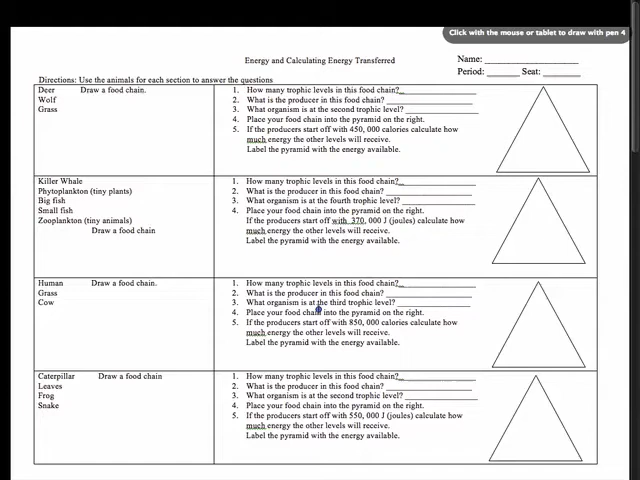 Click with the mouse or tablet to draw with pen 4
Energy and Calculating Energy Transferred
Name: ____________________
Period: _______ Seat: ________
Directions: Use the animals for each section to answer the questions
Deer Draw a food chain.
Wolf
Grass
1. How many trophic levels in this food chain?__________________
2. What is the producer in this food chain? __________________
3. What organism is at the second trophic level? __________________
4. Place your food chain into the pyramid on the right.
5. If the producers start off with 450, 000 calories calculate how
much energy the other levels will receive.
Label the pyramid with the energy available.
Killer Whale
Phytoplankton (tiny plants)
Big fish
Small fish
Zooplankton (tiny animals)
Draw a food chain
1. How many trophic levels in this food chain?__________________
2. What is the producer in this food chain? __________________
3. What organism is at the fourth trophic level? __________________
4. Place your food chain into the pyramid on the right.
If the producers start off with 370, 000 J (joules) calculate how
much energy the other levels will receive.
Label the pyramid with the energy available.
Human Draw a food chain.
Grass
Cow
1. How many trophic levels in this food chain?__________________
2. What is the producer in this food chain? __________________
3. What organism is at the third trophic level? __________________
4. Place your food chain into the pyramid on the right.
5. If the producers start off with 850, 000 calories calculate how
much energy the other levels will receive.
Label the pyramid with the energy available.
Caterpillar Draw a food chain
Leaves
Frog
Snake
1. How many trophic levels in this food chain?__________________
2. What is the producer in this food chain? __________________
3. What organism is at the second trophic level? __________________
4. Place your food chain into the pyramid on the right.
5. If the producers start off with 550, 000 J (joules) calculate how
much energy the other levels will receive.
Label the pyramid with the energy available.